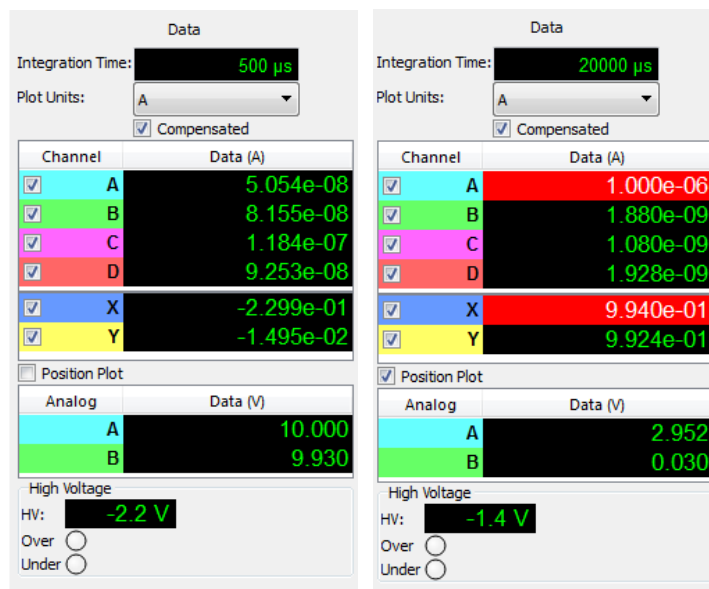 Data
Integration Time: 500 µs
Plot Units: A
Compensated
Channel Data (A)
A 5.054e-08
B 8.155e-08
C 1.184e-07
D 9.253e-08
X -2.299e-01
Y -1.495e-02
Position Plot
Analog Data (V)
A 10.000
B 9.930
High Voltage
HV: -2.2 V
Over
Under
Data
Integration Time: 20000 µs
Plot Units: A
Compensated
Channel Data (A)
A 1.000e-06
B 1.880e-09
C 1.080e-09
D 1.928e-09
X 9.940e-01
Y 9.924e-01
Position Plot
Analog Data (V)
A 2.952
B 0.030
High Voltage
HV: -1.4 V
Over
Under